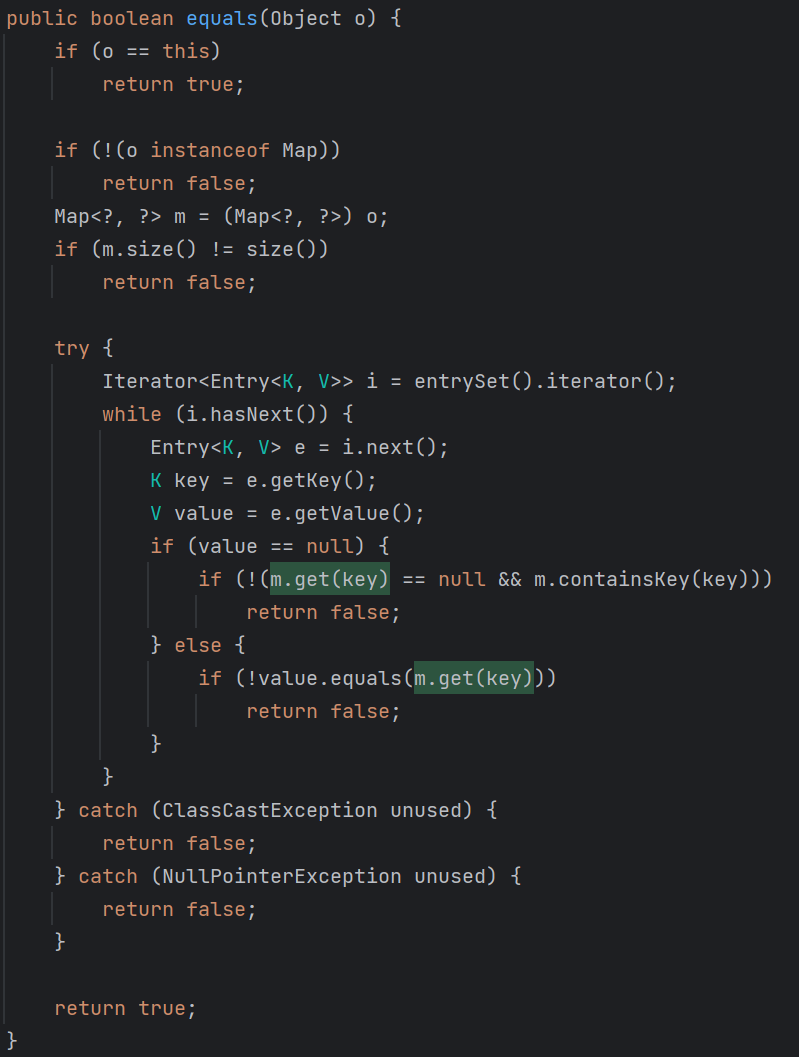 public boolean equals(Object o) {
    if (o == this)
        return true;

    if (!(o instanceof Map))
        return false;
    Map<?, ?> m = (Map<?, ?>) o;
    if (m.size() != size())
        return false;

    try {
        Iterator<Entry<K, V>> i = entrySet().iterator();
        while (i.hasNext()) {
            Entry<K, V> e = i.next();
            K key = e.getKey();
            V value = e.getValue();
            if (value == null) {
                if (!(m.get(key) == null && m.containsKey(key)))
                    return false;
            } else {
                if (!value.equals(m.get(key)))
                    return false;
            }
        }
    } catch (ClassCastException unused) {
        return false;
    } catch (NullPointerException unused) {
        return false;
    }

    return true;
}